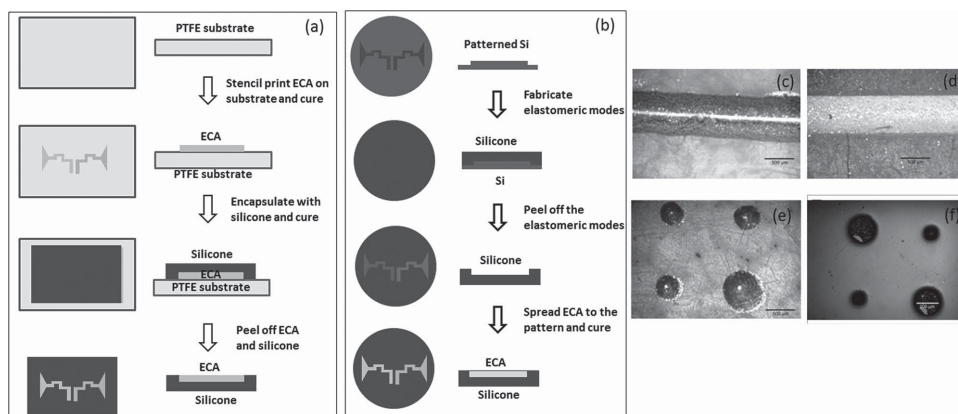 (a)
PTFE substrate
Stencil print ECA on
substrate and cure
ECA
PTFE substrate
Encapsulate with
silicone and cure
Silicone
ECA
PTFE substrate
Peel off ECA
and silicone
ECA
Silicone
(b)
Patterned Si
Fabricate
elastomeric modes
Silicone
Si
Peel off the
elastomeric modes
Silicone
Spread ECA to the
pattern and cure
ECA
Silicone
(c)
500 μm
(d)
(e)
(f)